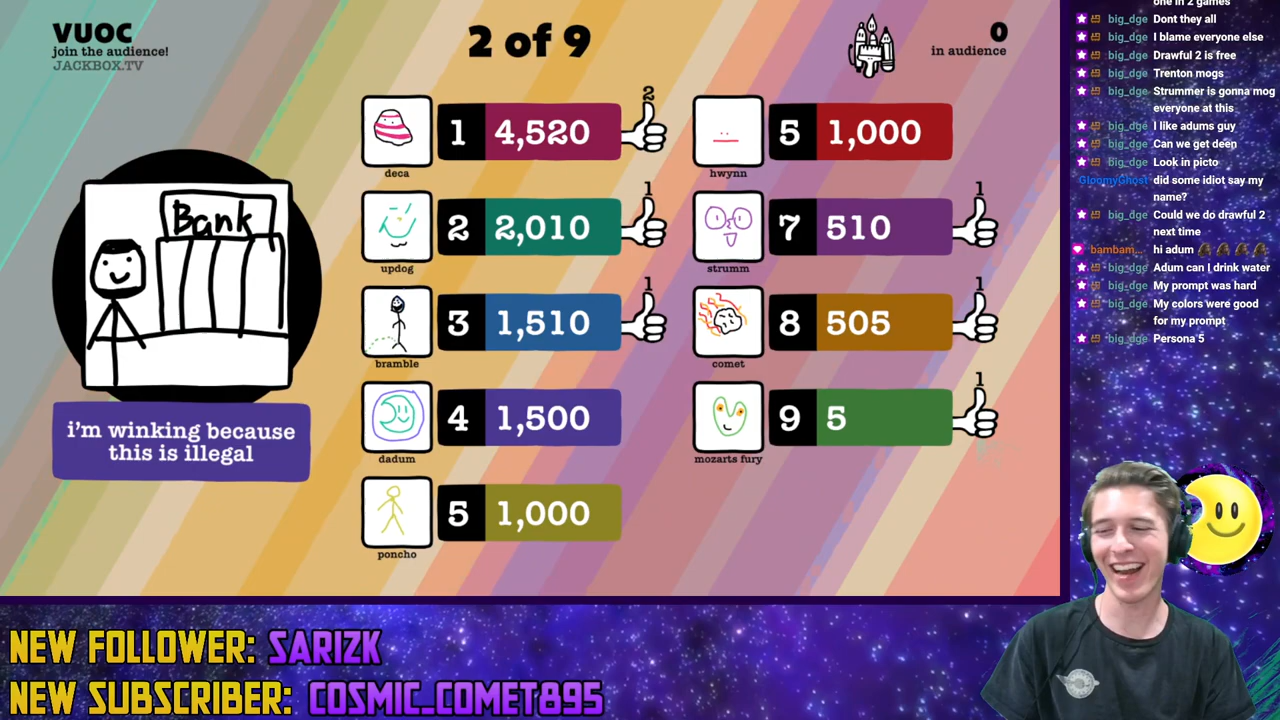 VUOC
join the audience!
JACKBOX.TV
2 of 9
0
in audience
Bank
i'm winking because
this is illegal
1 4,520
2
deca
2 2,010
1
updog
3 1,510
1
bramble
4 1,500
dadum
5 1,000
poncho
5 1,000
hwynn
7 510
1
strumm
8 505
1
comet
9 5
1
mozarts fury
one in 2 games
big_dge Dont they all
big_dge I blame everyone else
big_dge Drawful 2 is free
big_dge Trenton mogs
big_dge Strummer is gonna mog
everyone at this
big_dge I like adums guy
big_dge Can we get deen
big_dge Look in picto
GloomyGhost did some idiot say my
name?
big_dge Could we do drawful 2
next time
bambam... hi adum
big_dge Adum can I drink water
big_dge My prompt was hard
big_dge My colors were good
for my prompt
big_dge Persona 5
NEW FOLLOWER: SARIZK
NEW SUBSCRIBER: COSMIC_COMET895